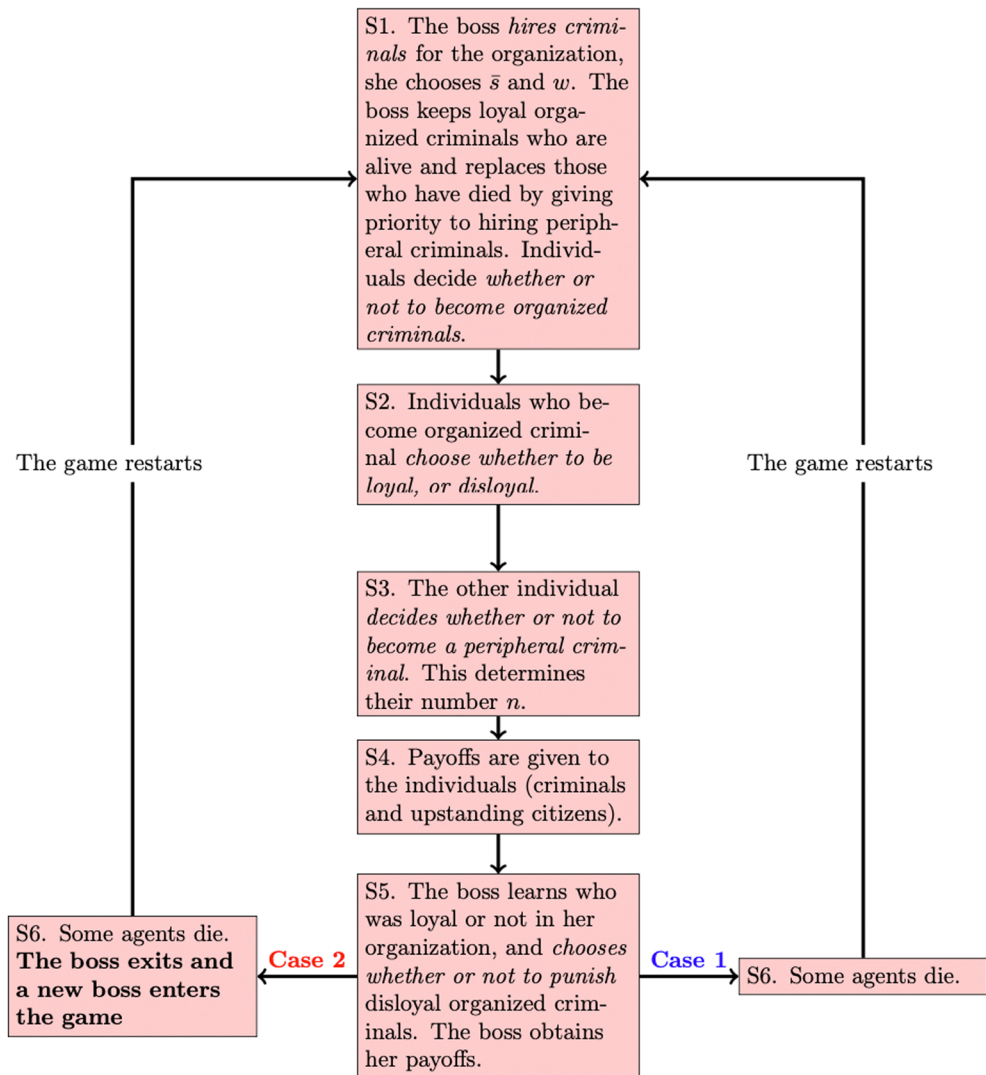 S1. The boss hires crimi-
nals for the organization,
she chooses s̄ and w. The
boss keeps loyal orga-
nized criminals who are
alive and replaces those
who have died by giving
priority to hiring periph-
eral criminals. Individ-
uals decide whether or
not to become organized
criminals.
S2. Individuals who be-
come organized crimi-
nal choose whether to be
loyal, or disloyal.
The game restarts
The game restarts
S3. The other individual
decides whether or not to
become a peripheral crim-
inal. This determines
their number n.
S4. Payoffs are given to
the individuals (criminals
and upstanding citizens).
S5. The boss learns who
was loyal or not in her
organization, and chooses
whether or not to punish
disloyal organized crim-
inals. The boss obtains
her payoffs.
Case 2
Case 1
S6. Some agents die.
The boss exits and
a new boss enters
the game
S6. Some agents die.